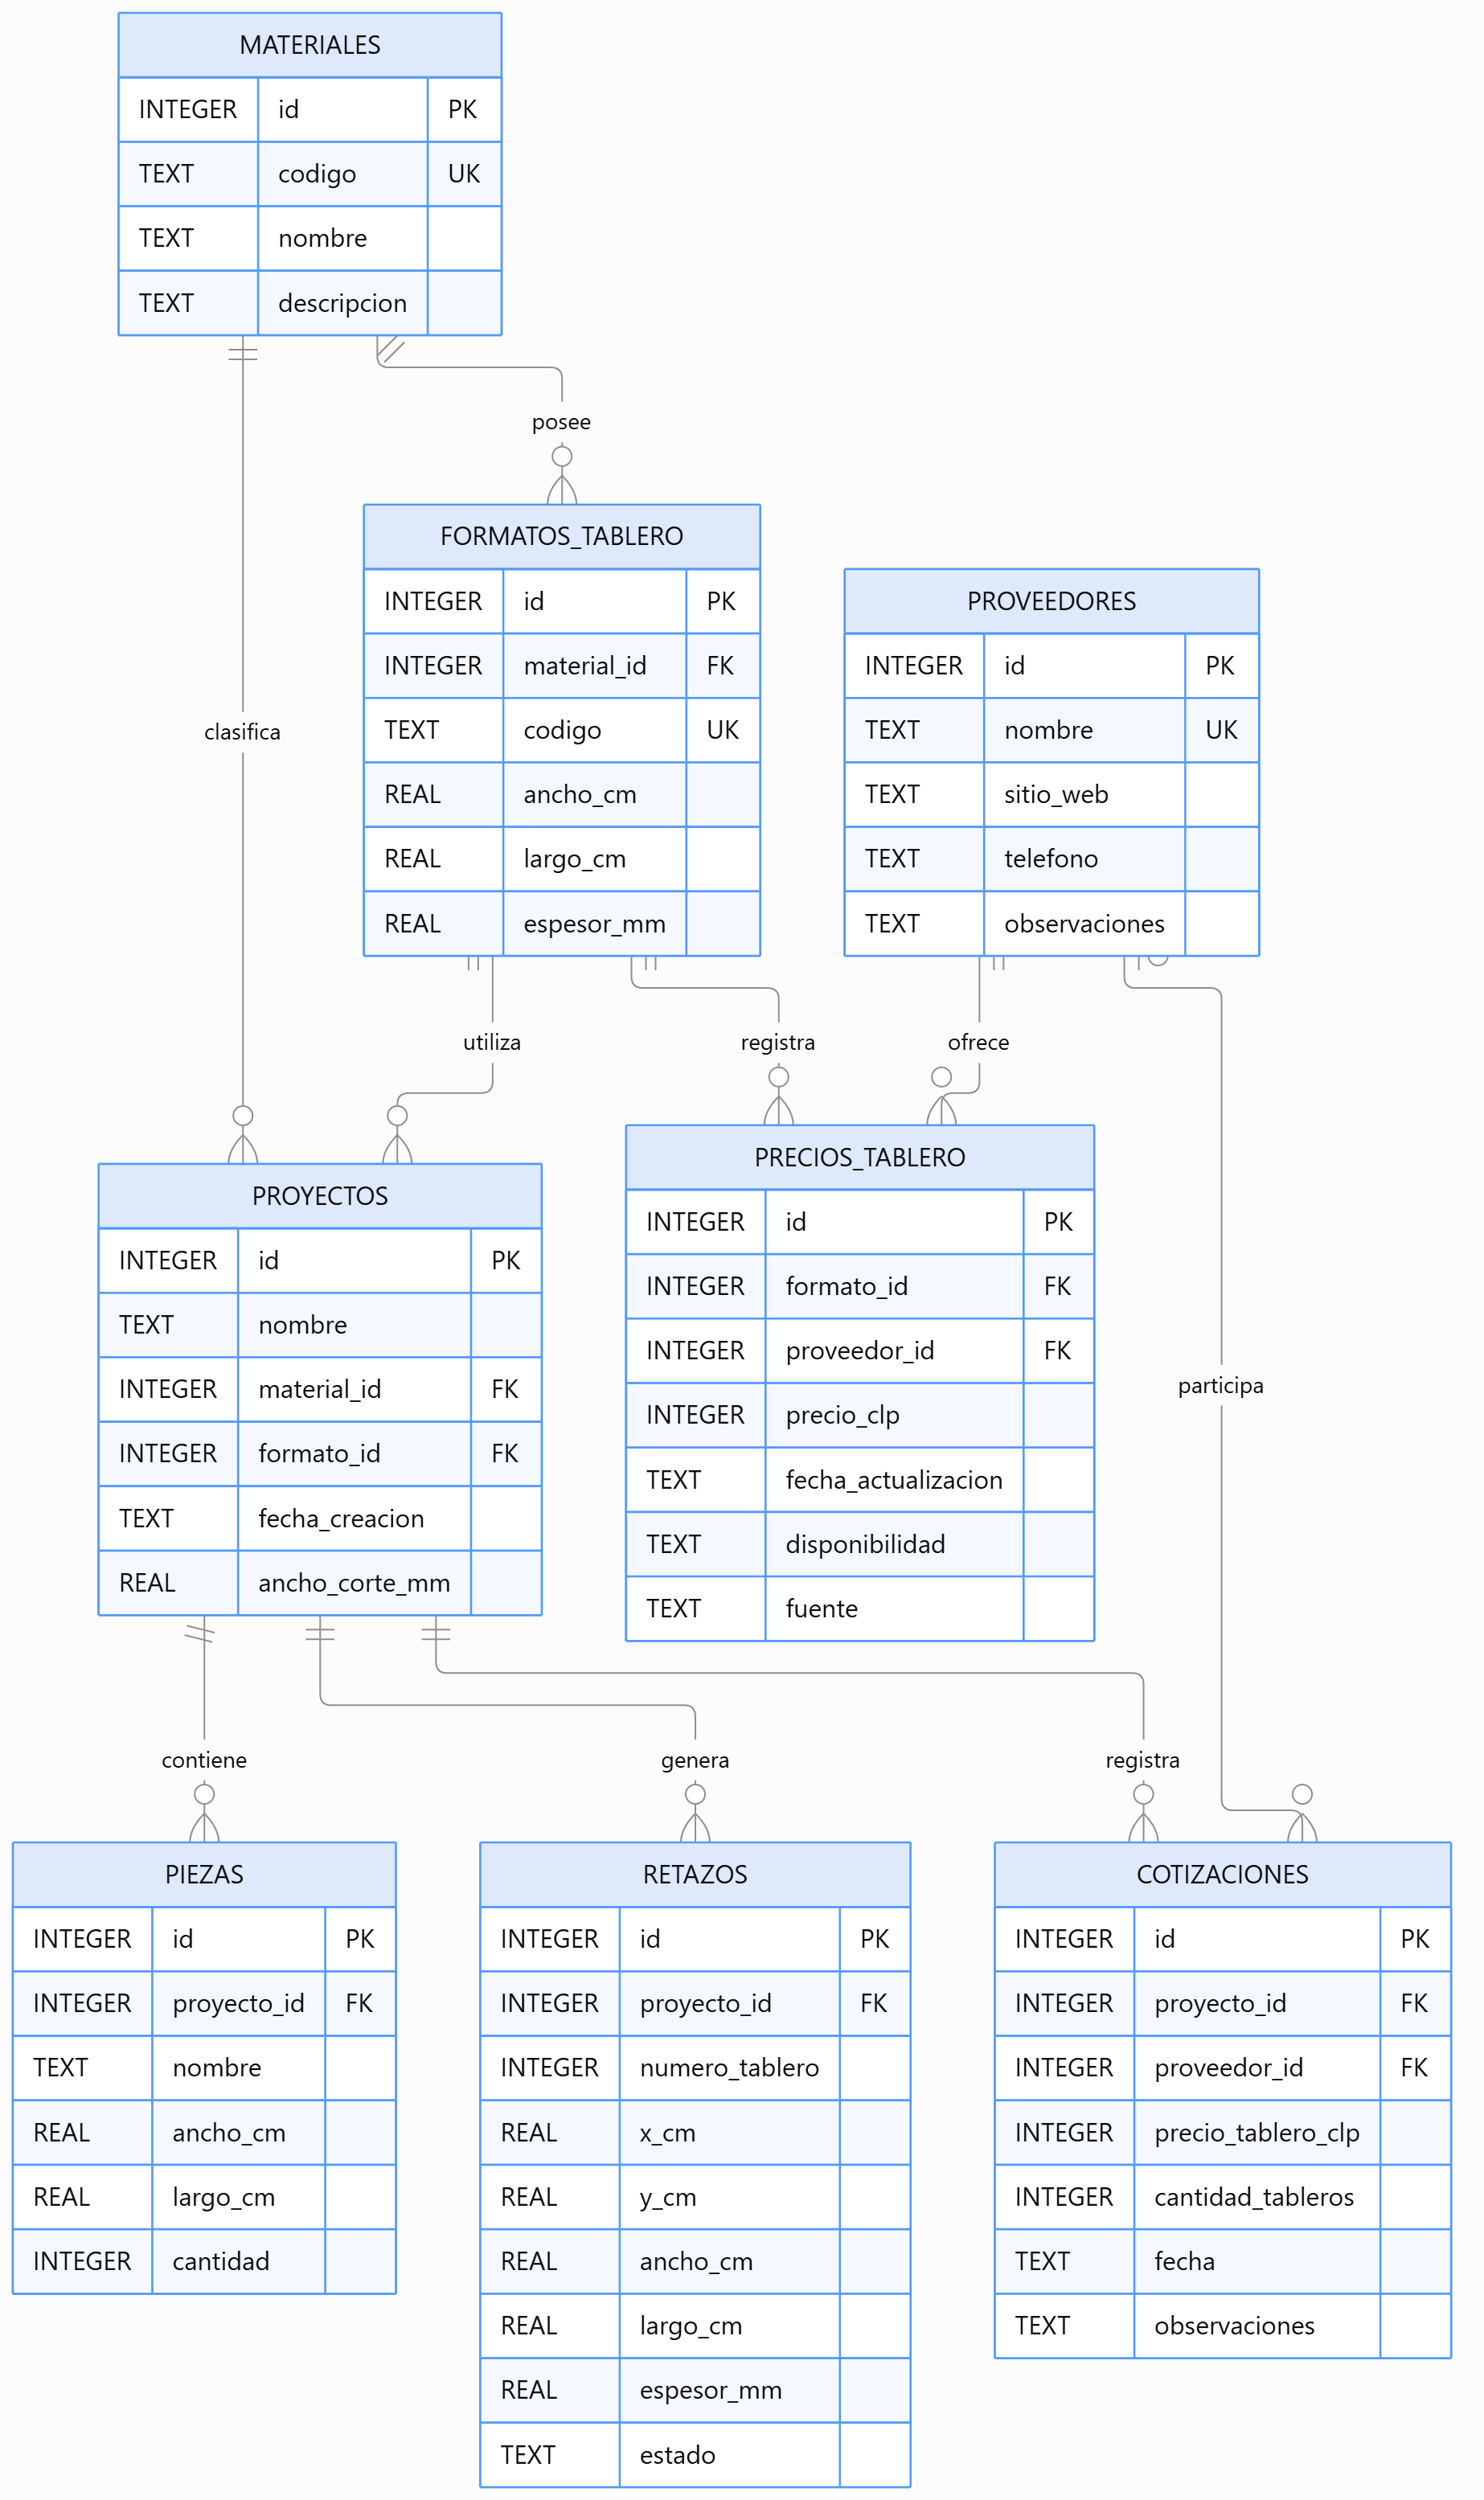 MATERIALES
INTEGER id PK
TEXT codigo UK
TEXT nombre
TEXT descripcion
posee
clasifica
FORMATOS_TABLERO
INTEGER id PK
INTEGER material_id FK
TEXT codigo UK
REAL ancho_cm
REAL largo_cm
REAL espesor_mm
PROVEEDORES
INTEGER id PK
TEXT nombre UK
TEXT sitio_web
TEXT telefono
TEXT observaciones
utiliza
registra
ofrece
participa
PROYECTOS
INTEGER id PK
TEXT nombre
INTEGER material_id FK
INTEGER formato_id FK
TEXT fecha_creacion
REAL ancho_corte_mm
PRECIOS_TABLERO
INTEGER id PK
INTEGER formato_id FK
INTEGER proveedor_id FK
INTEGER precio_clp
TEXT fecha_actualizacion
TEXT disponibilidad
TEXT fuente
contiene
genera
registra
PIEZAS
INTEGER id PK
INTEGER proyecto_id FK
TEXT nombre
REAL ancho_cm
REAL largo_cm
INTEGER cantidad
RETAZOS
INTEGER id PK
INTEGER proyecto_id FK
INTEGER numero_tablero
REAL x_cm
REAL y_cm
REAL ancho_cm
REAL largo_cm
REAL espesor_mm
TEXT estado
COTIZACIONES
INTEGER id PK
INTEGER proyecto_id FK
INTEGER proveedor_id FK
INTEGER precio_tablero_clp
INTEGER cantidad_tableros
TEXT fecha
TEXT observaciones